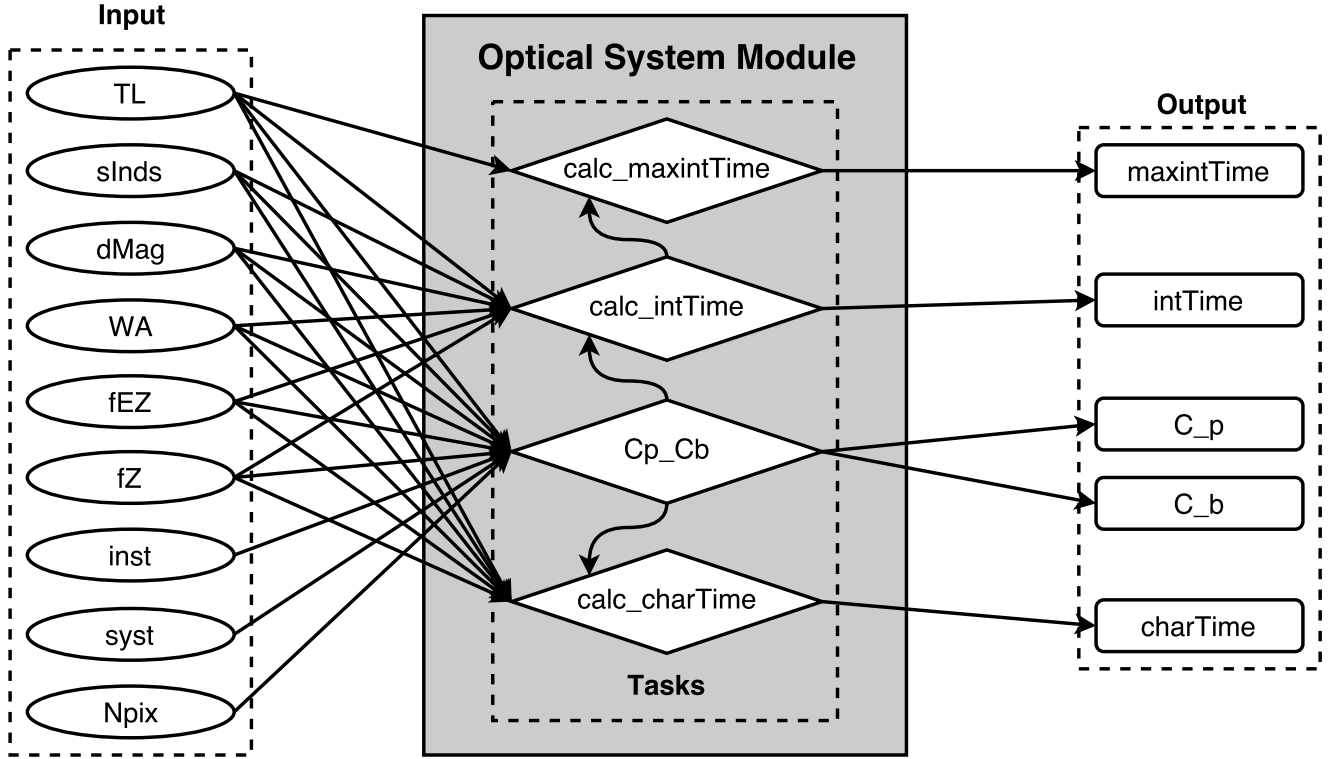 Input
TL
sInds
dMag
WA
fEZ
fZ
inst
syst
Npix
Optical System Module
calc_maxintTime
calc_intTime
Cp_Cb
calc_charTime
Tasks
Output
maxintTime
intTime
C_p
C_b
charTime